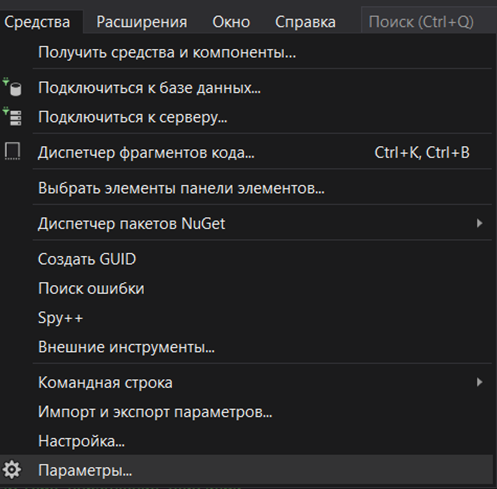 Средства Расширения Окно Справка Поиск (Ctrl+Q)
Получить средства и компоненты...
Подключиться к базе данных...
Подключиться к серверу...
Диспетчер фрагментов кода... Ctrl+K, Ctrl+B
Выбрать элементы панели элементов...
Диспетчер пакетов NuGet
Создать GUID
Поиск ошибки
Spy++
Внешние инструменты...
Командная строка
Импорт и экспорт параметров...
Настройка...
Параметры...